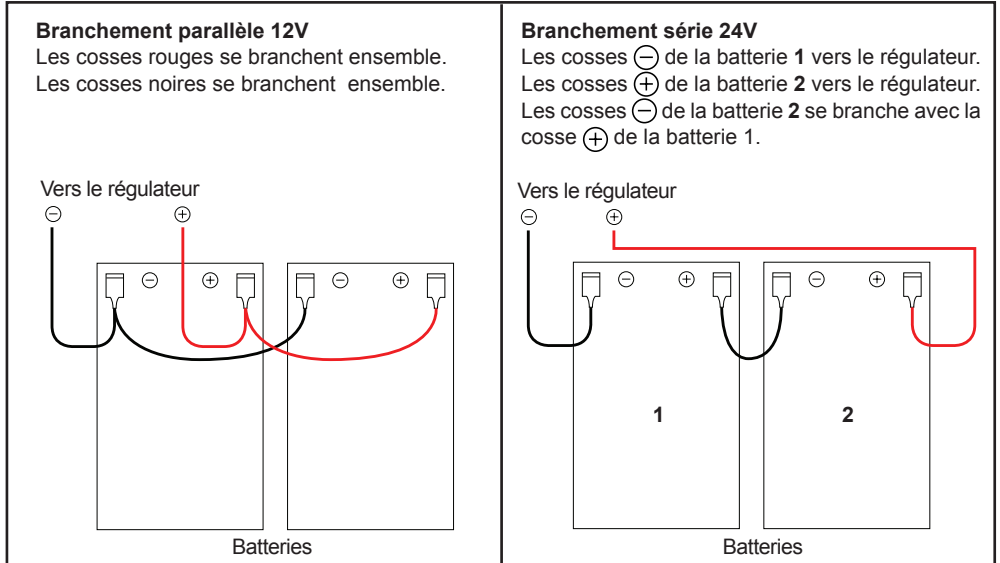 Branchement parallèle 12V
Les cosses rouges se branchent ensemble.
Les cosses noires se branchent ensemble.
Vers le régulateur
⊖ ⊕
⊖ ⊕ ⊖ ⊕
Batteries
Branchement série 24V
Les cosses ⊖ de la batterie 1 vers le régulateur.
Les cosses ⊕ de la batterie 2 vers le régulateur.
Les cosses ⊖ de la batterie 2 se branche avec la
cosse ⊕ de la batterie 1.
Vers le régulateur
⊖ ⊕
⊖ ⊕ ⊖ ⊕
1 2
Batteries